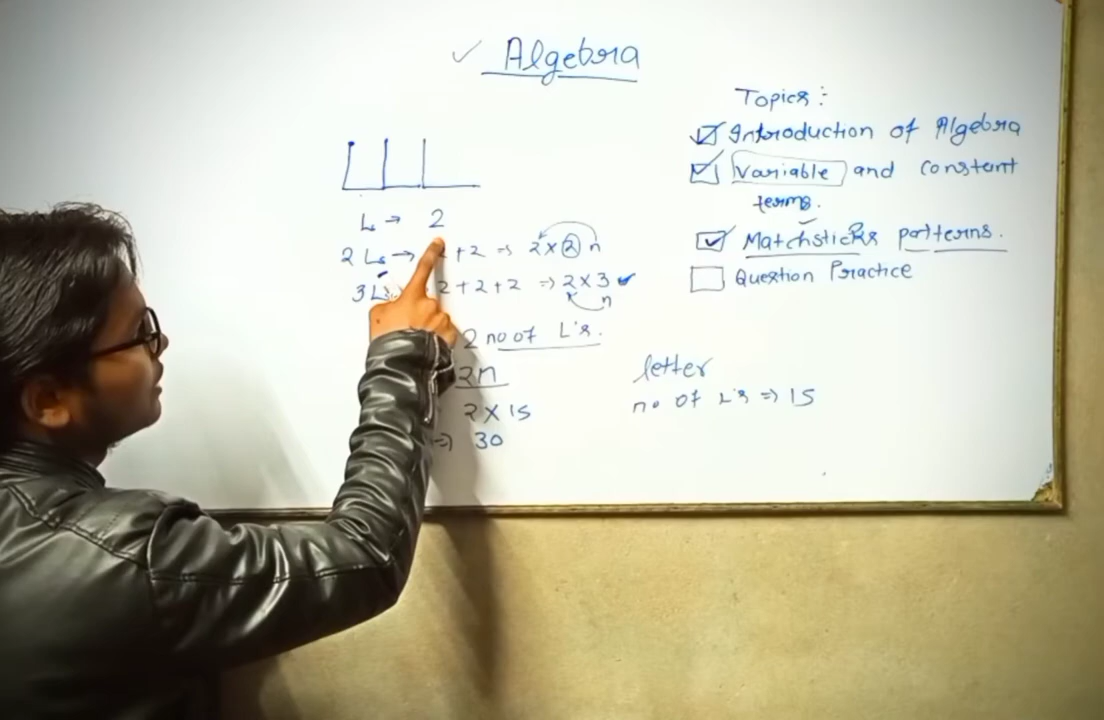 ✓ Algebra
L → 2
2 Ls → 2 + 2 ⇒ 2 × 2 n
3 L's 2 + 2 + 2 ⇒ 2 × 3
n
2 no of L's.
2n
2 × 15
⇒ 30
Topics :
Introduction of Algebra
Variable and constant
terms.
Matchsticks patterns.
Question Practice
letter
no of L's ⇒ 15